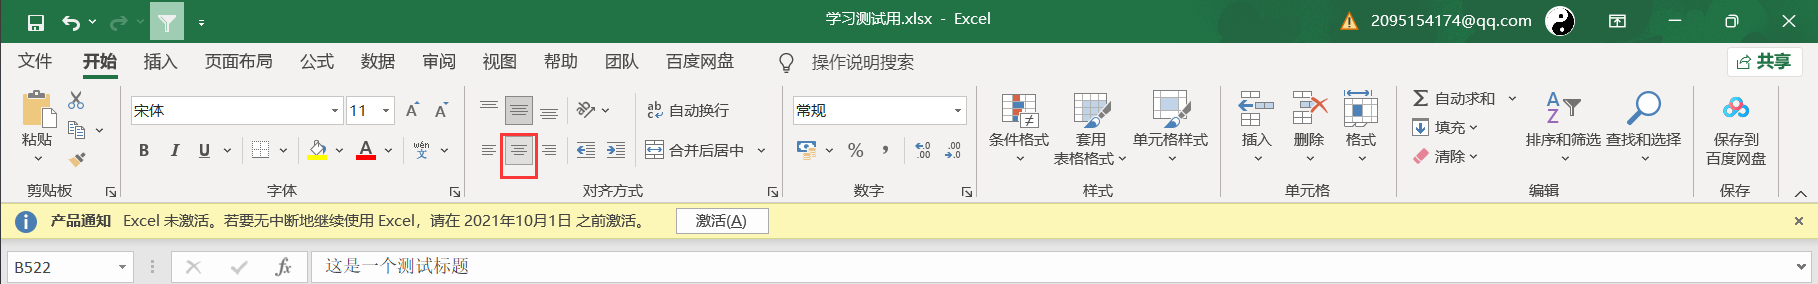 学习测试用.xlsx - Excel
2095154174@qq.com
文件 开始 插入 页面布局 公式 数据 审阅 视图 帮助 团队 百度网盘 操作说明搜索 共享
粘贴
剪贴板
宋体 11
B I U A wén 文
字体
ab c 自动换行
合并后居中
对齐方式
常规
% , .0 .00 .00 .0
数字
条件格式
套用
表格格式
单元格样式
样式
插入
删除
格式
单元格
Σ 自动求和
填充
清除
A Z
排序和筛选
查找和选择
编辑
保存到
百度网盘
保存
产品通知 Excel 未激活。若要无中断地继续使用 Excel，请在 2021年10月1日 之前激活。 激活(A)
B522 fx 这是一个测试标题